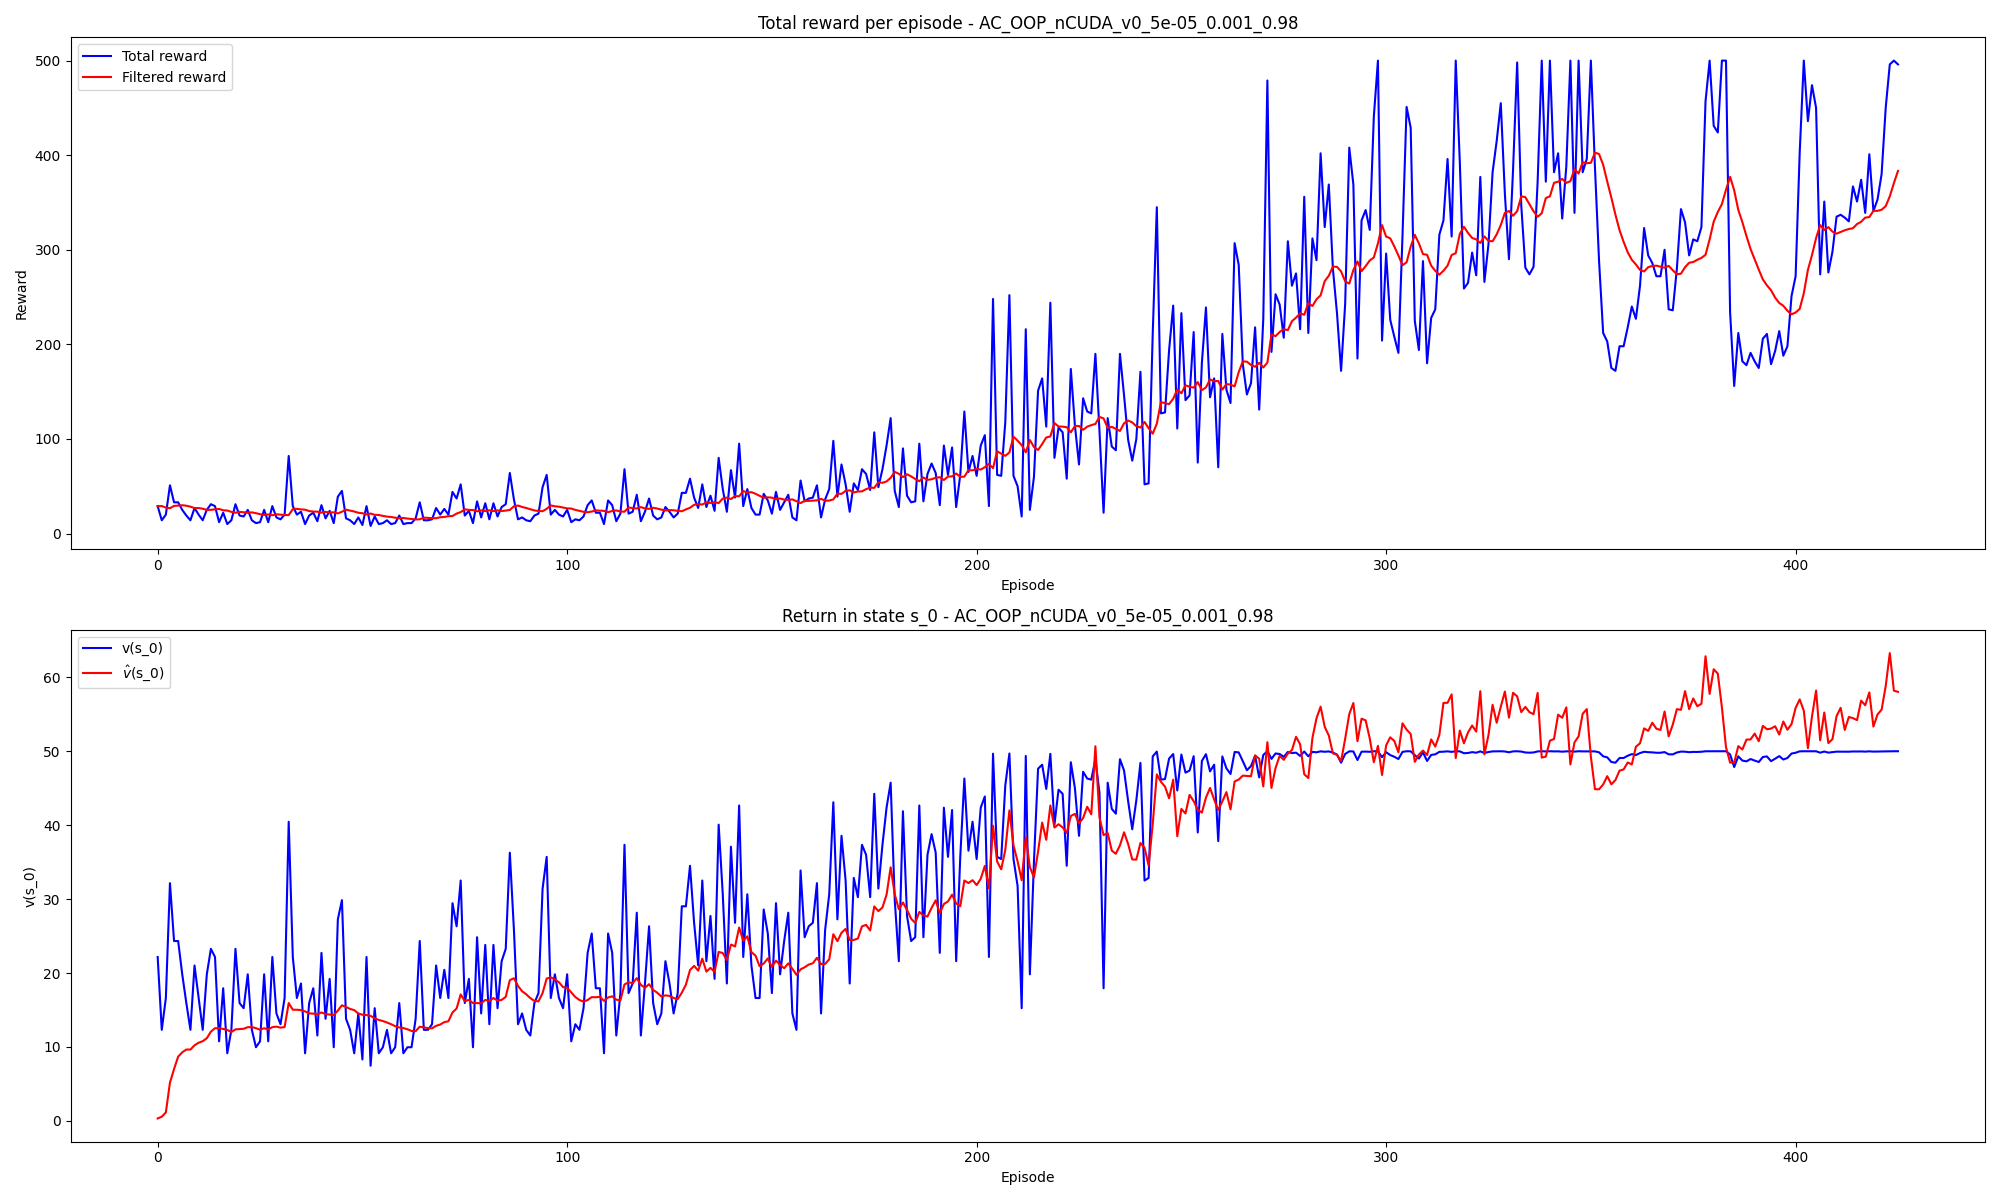 Total reward per episode - AC_OOP_nCUDA_v0_5e-05_0.001_0.98
Total reward
Filtered reward
500
400
300
200
100
0
Reward
0 100 200 300 400
Episode
Return in state s_0 - AC_OOP_nCUDA_v0_5e-05_0.001_0.98
v(s_0)
v̂(s_0)
60
50
40
30
20
10
0
v(s_0)
0 100 200 300 400
Episode